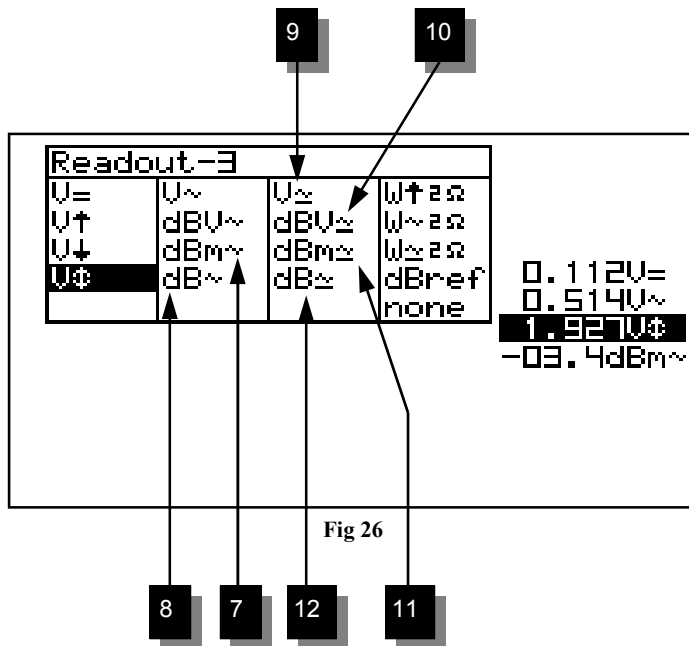 9 10
Readout-3
V= V~ V≃ W↑2Ω
V↑ dBV~ dBV≃ W~2Ω
V↓ dBm~ dBm≃ W≃2Ω
V⇕ dB~ dB≃ dBref
none
0.112V=
0.514V~
1.927V⇕
-03.4dBm~
Fig 26
8 7 12 11